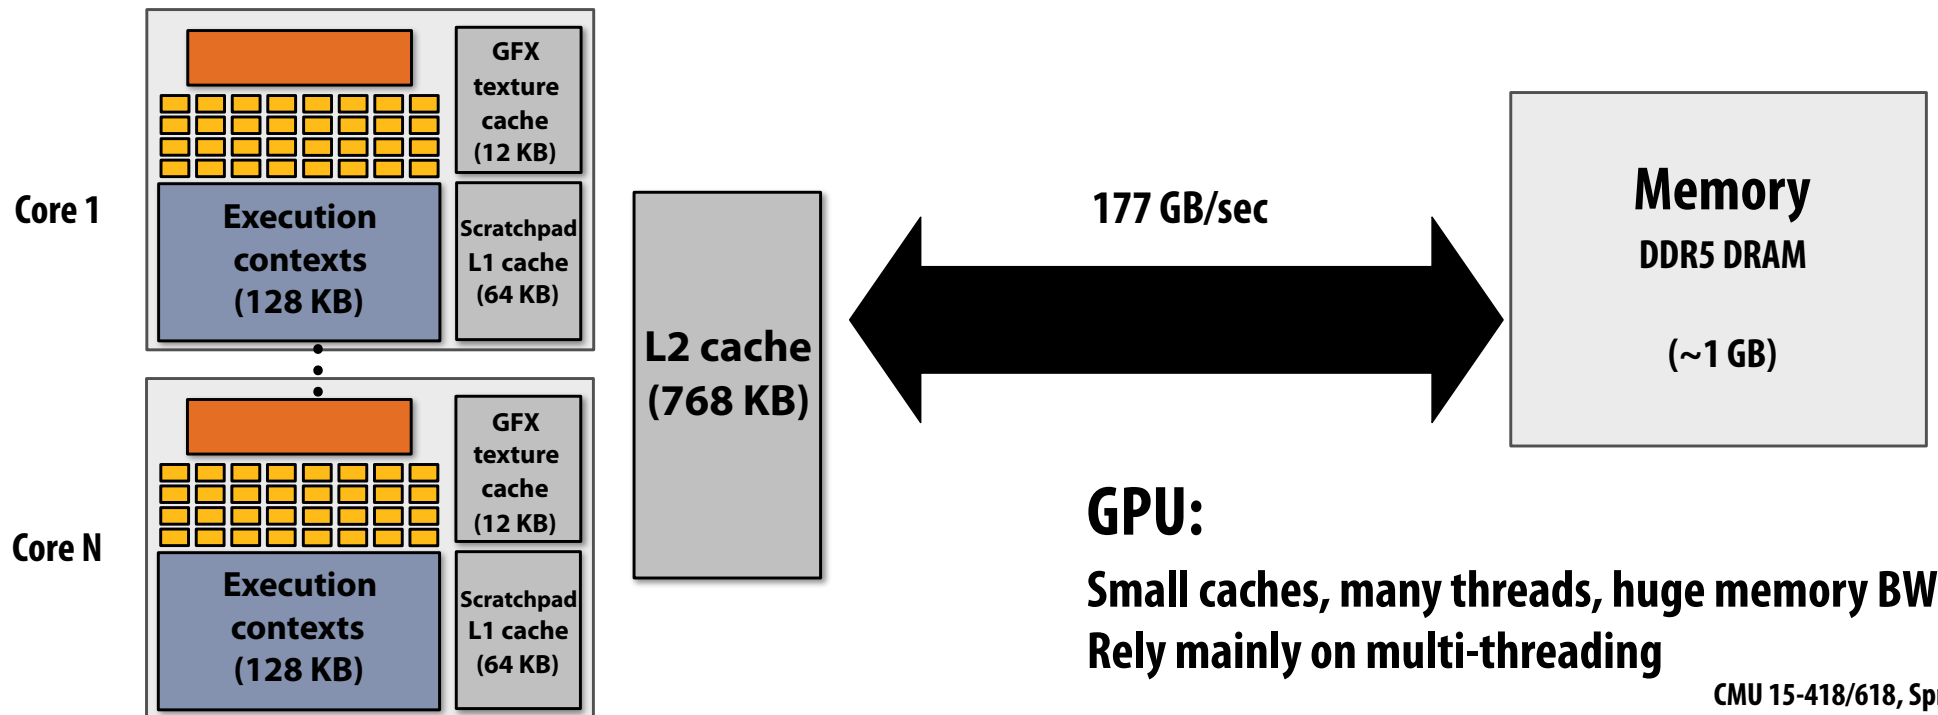 Core 1
GFX
texture
cache
(12 KB)
Execution
contexts
(128 KB)
Scratchpad
L1 cache
(64 KB)
Core N
GFX
texture
cache
(12 KB)
Execution
contexts
(128 KB)
Scratchpad
L1 cache
(64 KB)
L2 cache
(768 KB)
177 GB/sec
Memory
DDR5 DRAM
(~1 GB)
GPU:
Small caches, many threads, huge memory BW
Rely mainly on multi-threading
CMU 15-418/618,